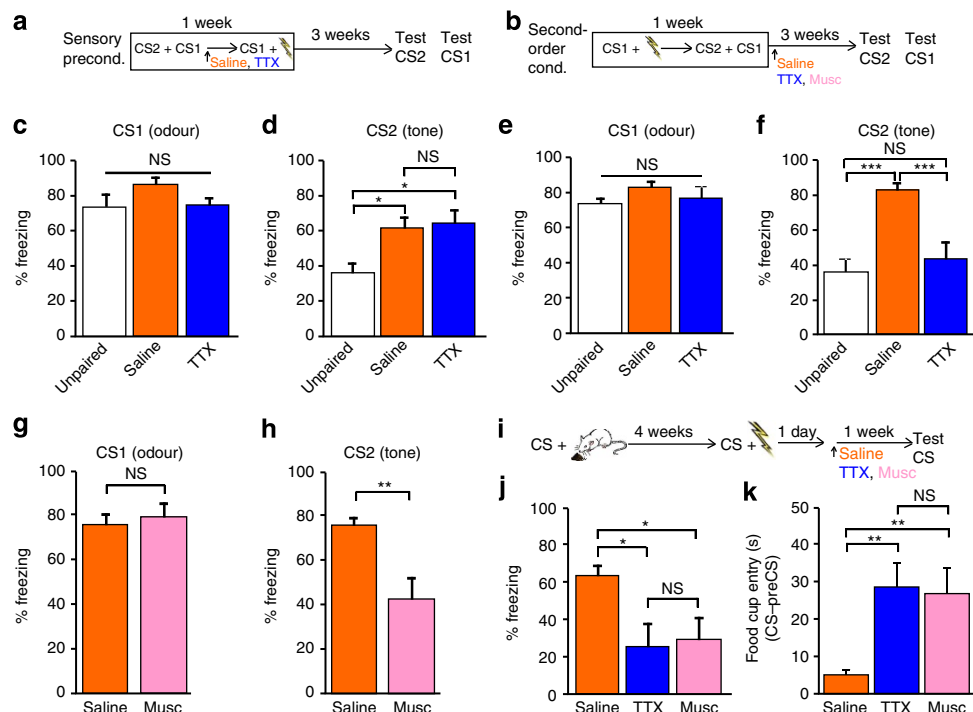 a
1 week
Sensory
precond.
CS2 + CS1
CS1 +
Saline, TTX
3 weeks
Test Test
CS2 CS1
b
1 week
Second-
order
cond.
CS1 +
CS2 + CS1
3 weeks
Saline
TTX, Musc
Test Test
CS2 CS1
c
CS1 (odour)
NS
% freezing
100
80
60
40
20
0
Unpaired
Saline
TTX
d
CS2 (tone)
NS
*
*
% freezing
100
80
60
40
20
0
Unpaired
Saline
TTX
e
CS1 (odour)
NS
% freezing
100
80
60
40
20
0
Unpaired
Saline
TTX
f
CS2 (tone)
NS
*** ***
% freezing
100
80
60
40
20
0
Unpaired
Saline
TTX
g
CS1 (odour)
NS
% freezing
100
80
60
40
20
0
Saline Musc
h
CS2 (tone)
**
% freezing
100
80
60
40
20
0
Saline Musc
i
CS +
4 weeks
CS +
1 day
1 week
Saline
TTX, Musc
Test
CS
j
*
*
NS
% freezing
100
80
60
40
20
0
Saline TTX Musc
k
NS
**
**
Food cup entry (s)
(CS–preCS)
50
40
30
20
10
0
Saline TTX Musc